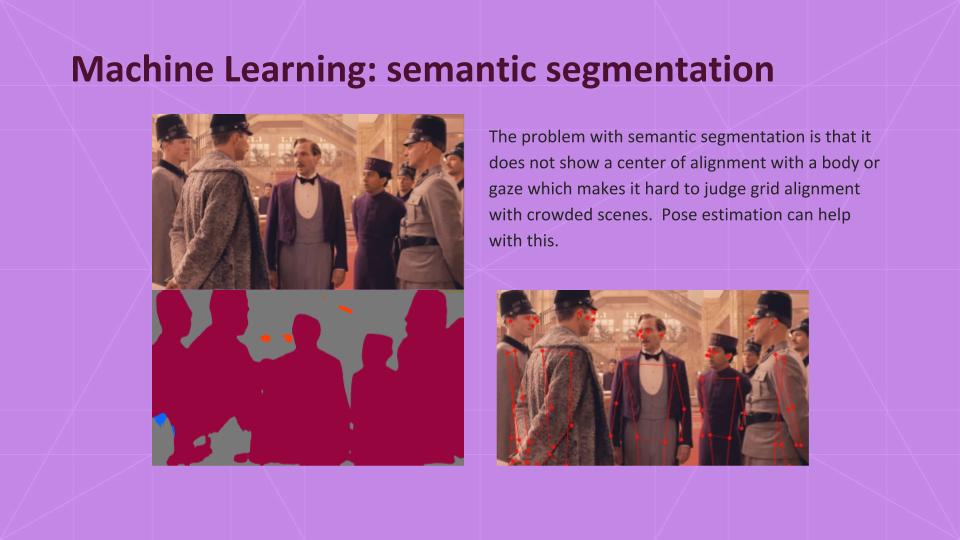 Machine Learning: semantic segmentation
The problem with semantic segmentation is that it
does not show a center of alignment with a body or
gaze which makes it hard to judge grid alignment
with crowded scenes.  Pose estimation can help
with this.